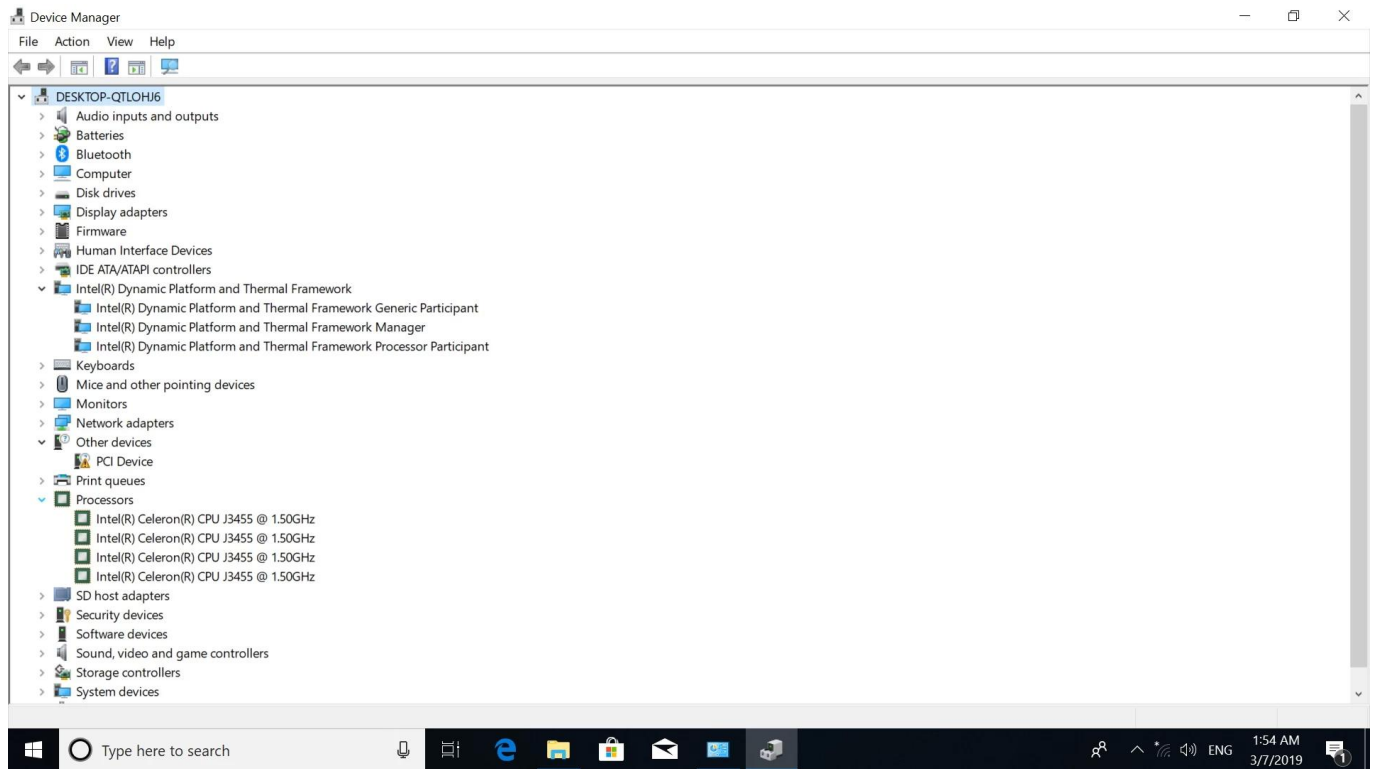 Device Manager
File Action View Help
DESKTOP-QTLOHJ6
Audio inputs and outputs
Batteries
Bluetooth
Computer
Disk drives
Display adapters
Firmware
Human Interface Devices
IDE ATA/ATAPI controllers
Intel(R) Dynamic Platform and Thermal Framework
Intel(R) Dynamic Platform and Thermal Framework Generic Participant
Intel(R) Dynamic Platform and Thermal Framework Manager
Intel(R) Dynamic Platform and Thermal Framework Processor Participant
Keyboards
Mice and other pointing devices
Monitors
Network adapters
Other devices
PCI Device
Print queues
Processors
Intel(R) Celeron(R) CPU J3455 @ 1.50GHz
Intel(R) Celeron(R) CPU J3455 @ 1.50GHz
Intel(R) Celeron(R) CPU J3455 @ 1.50GHz
Intel(R) Celeron(R) CPU J3455 @ 1.50GHz
SD host adapters
Security devices
Software devices
Sound, video and game controllers
Storage controllers
System devices
Type here to search
ENG
1:54 AM
3/7/2019
1